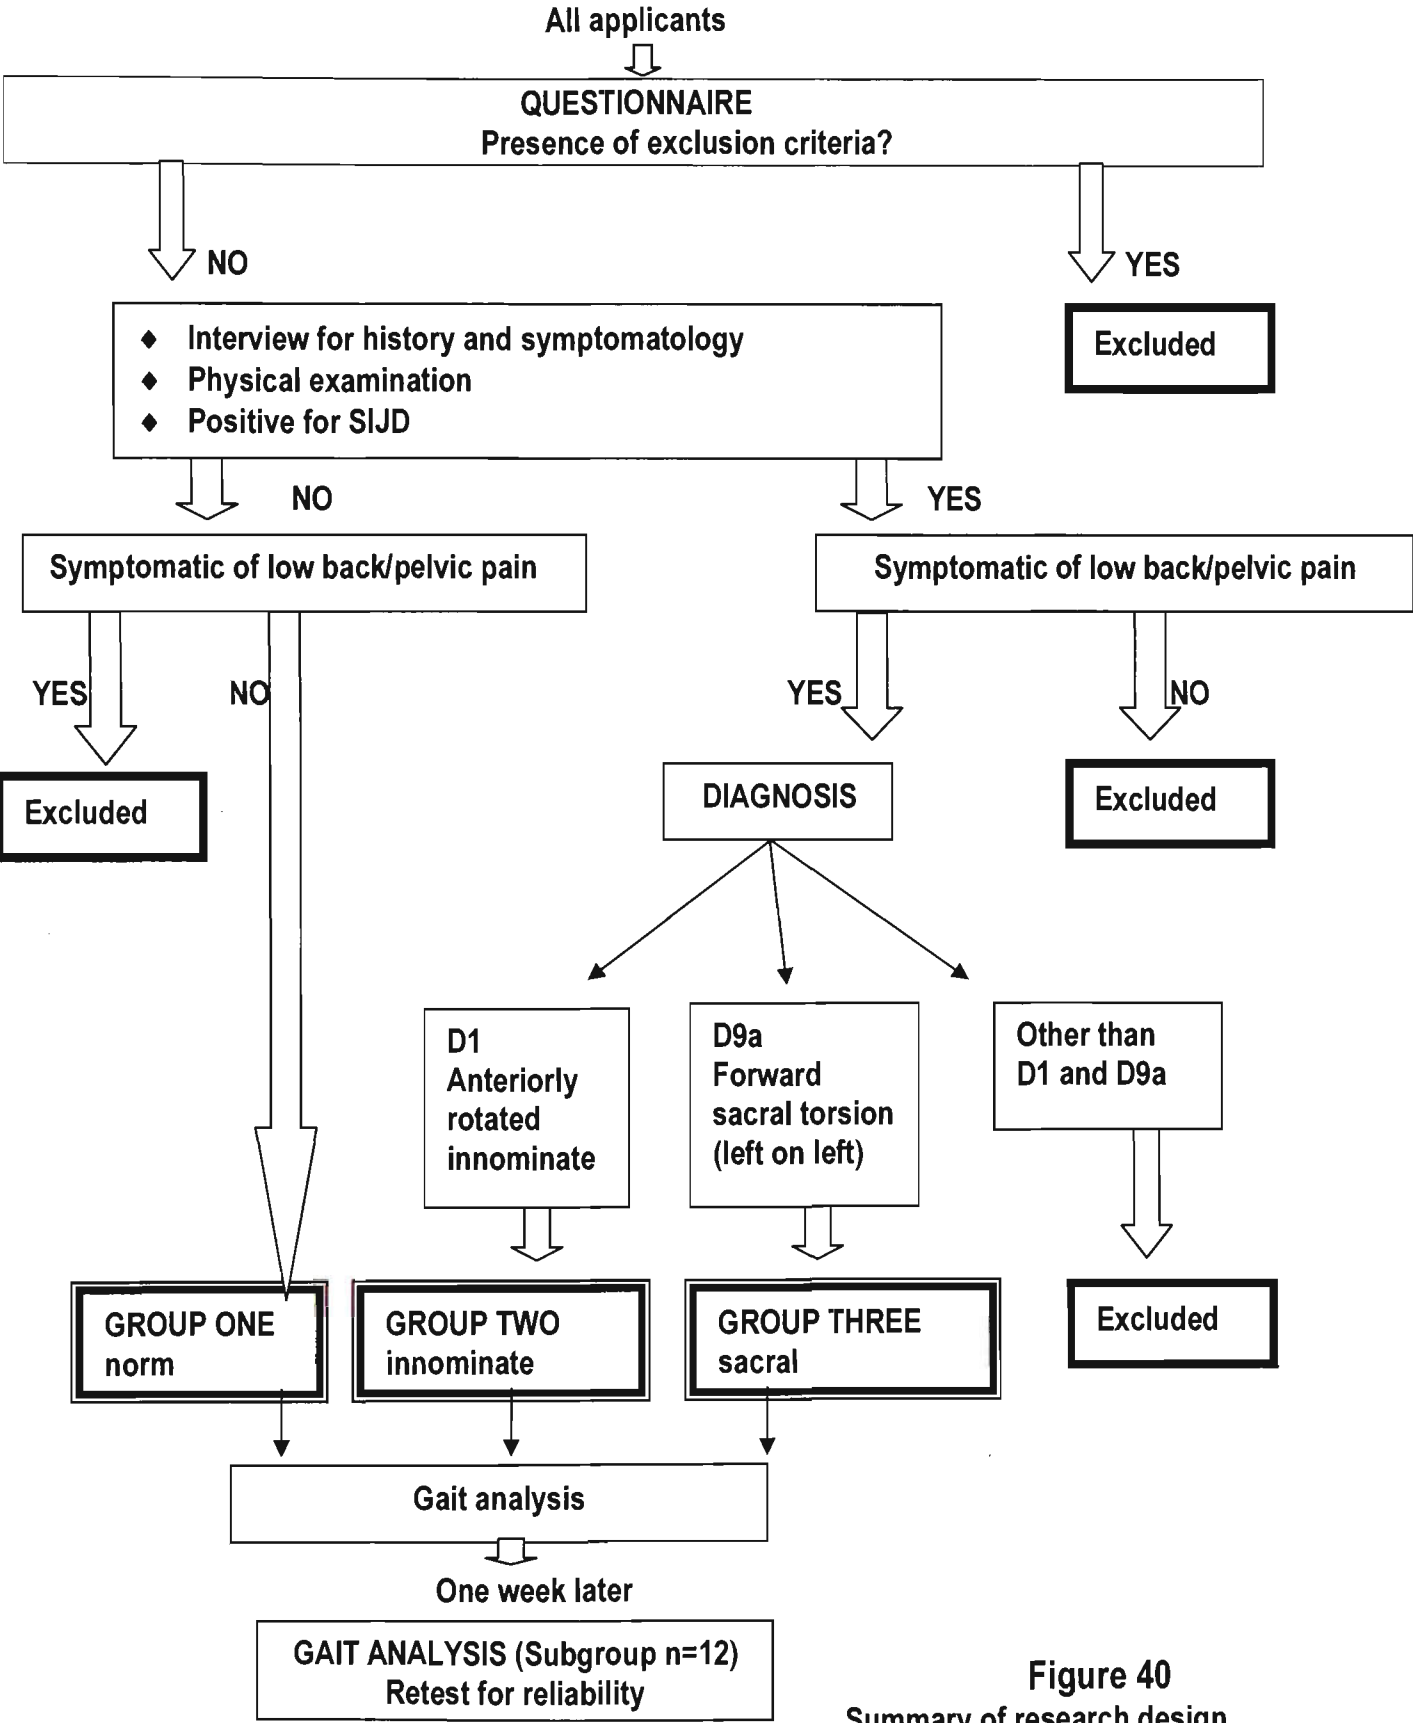 All applicants
QUESTIONNAIRE
Presence of exclusion criteria?
NO
YES
♦ Interview for history and symptomatology
♦ Physical examination
♦ Positive for SIJD
Excluded
NO
YES
Symptomatic of low back/pelvic pain
Symptomatic of low back/pelvic pain
YES
NO
YES
NO
Excluded
DIAGNOSIS
Excluded
D1
Anteriorly
rotated
innominate
D9a
Forward
sacral torsion
(left on left)
Other than
D1 and D9a
GROUP ONE
norm
GROUP TWO
innominate
GROUP THREE
sacral
Excluded
Gait analysis
One week later
GAIT ANALYSIS (Subgroup n=12)
Retest for reliability
Figure 40
Summary of research design